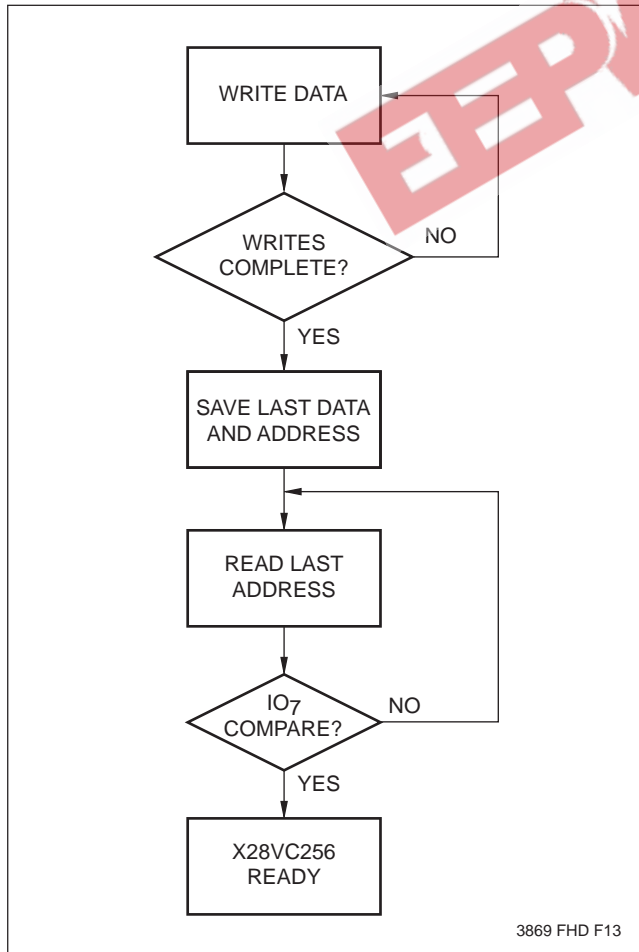 WRITE DATA
WRITES
COMPLETE?
NO
YES
SAVE LAST DATA
AND ADDRESS
READ LAST
ADDRESS
IO7
COMPARE?
NO
YES
X28VC256
READY
3869 FHD F13